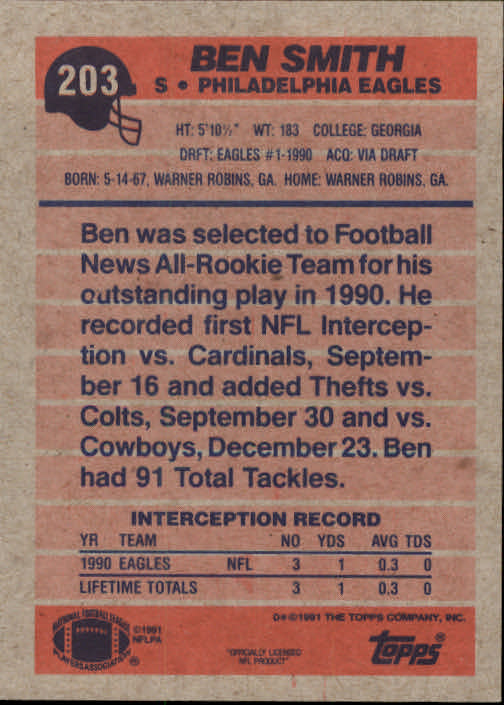 203
BEN SMITH
S • PHILADELPHIA EAGLES
HT: 5'10½" WT: 183 COLLEGE: GEORGIA
DRFT: EAGLES #1-1990 ACQ: VIA DRAFT
BORN: 5-14-67, WARNER ROBINS, GA. HOME: WARNER ROBINS, GA.
Ben was selected to Football
News All-Rookie Team for his
outstanding play in 1990. He
recorded first NFL Intercep-
tion vs. Cardinals, Septem-
ber 16 and added Thefts vs.
Colts, September 30 and vs.
Cowboys, December 23. Ben
had 91 Total Tackles.
INTERCEPTION RECORD
YR TEAM NO YDS AVG TDS
1990 EAGLES NFL 3 1 0.3 0
LIFETIME TOTALS 3 1 0.3 0
NATIONAL FOOTBALL LEAGUE
PLAYERS ASSOCIATION
®
©1991
NFLPA
D※©1991 THE TOPPS COMPANY, INC.
"OFFICIALLY LICENSED
NFL PRODUCT"
topps®